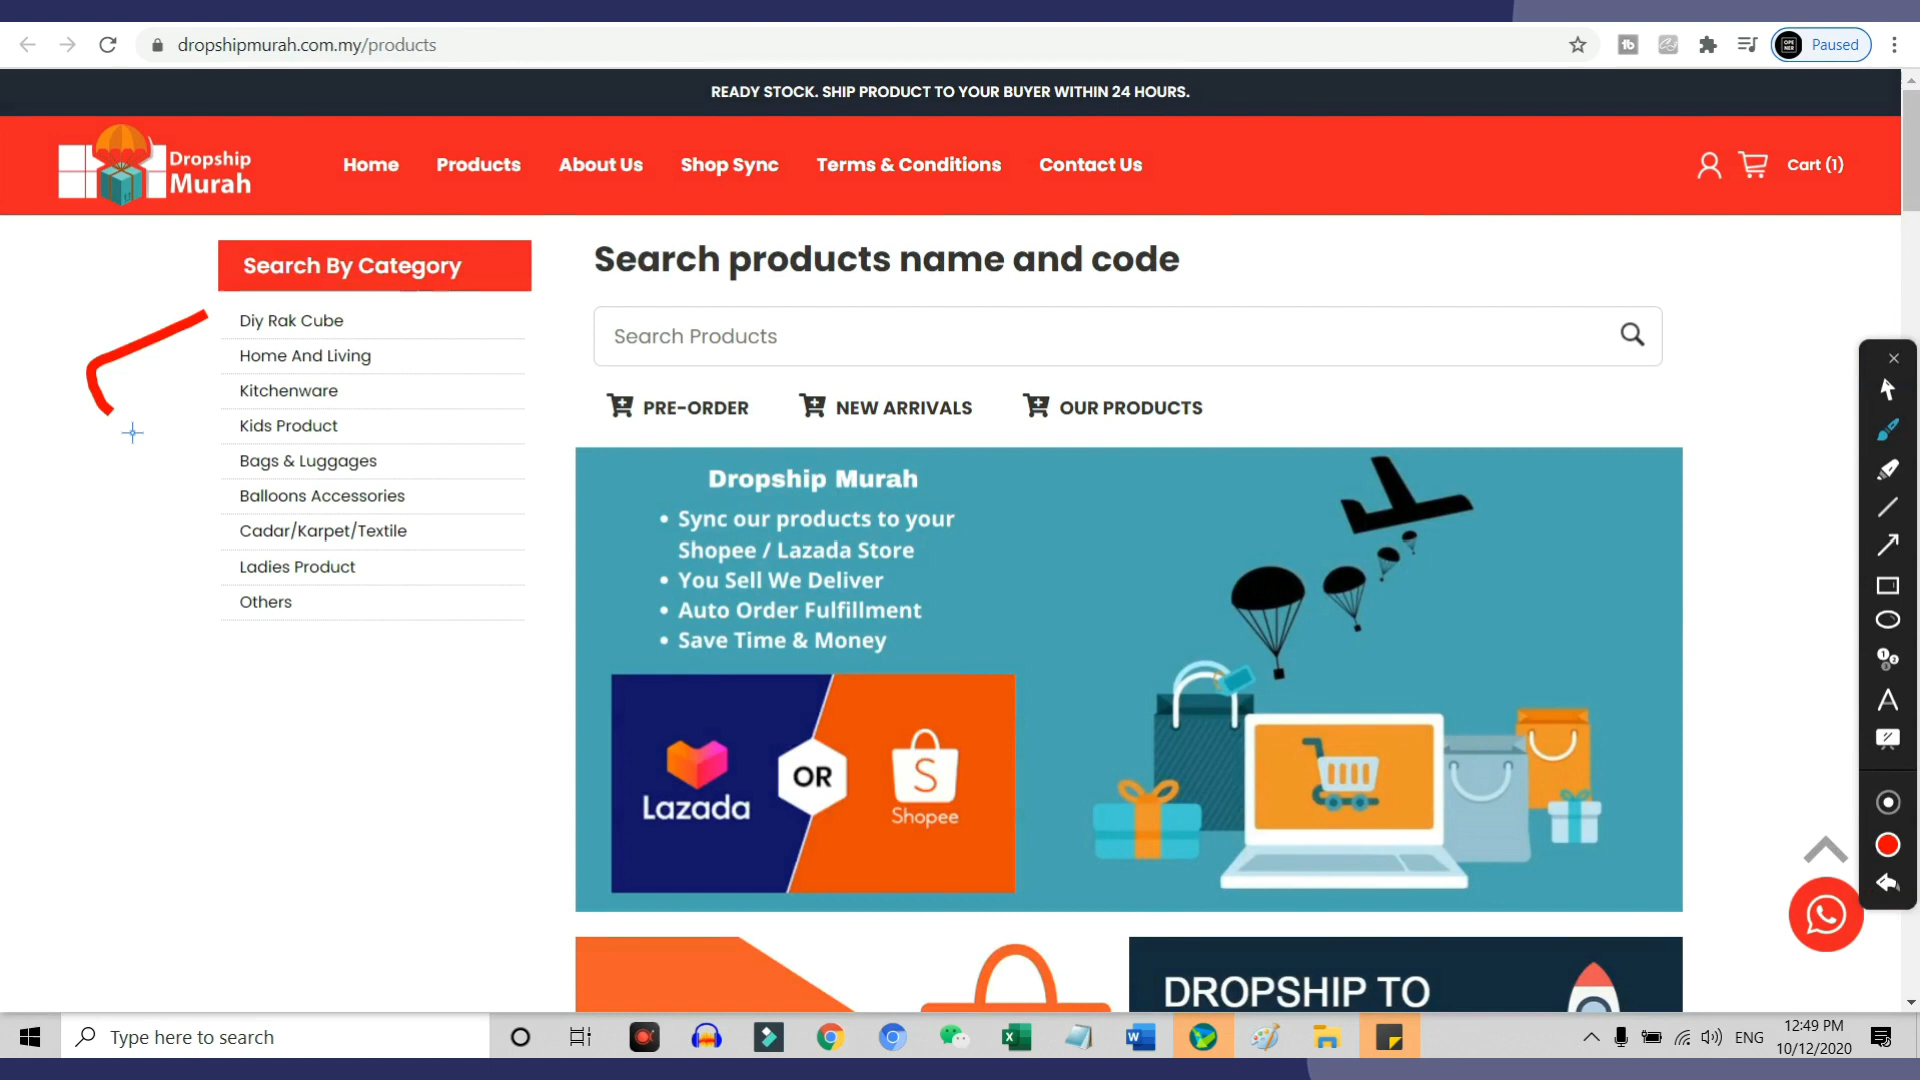 dropshipmurah.com.my/products
Paused
READY STOCK. SHIP PRODUCT TO YOUR BUYER WITHIN 24 HOURS.
Dropship
Murah
Home
Products
About Us
Shop Sync
Terms & Conditions
Contact Us
Cart (1)
Search By Category
Diy Rak Cube
Home And Living
Kitchenware
Kids Product
Bags & Luggages
Balloons Accessories
Cadar/Karpet/Textile
Ladies Product
Others
Search products name and code
Search Products
PRE-ORDER
NEW ARRIVALS
OUR PRODUCTS
Dropship Murah
• Sync our products to your
Shopee / Lazada Store
• You Sell We Deliver
• Auto Order Fulfillment
• Save Time & Money
Lazada
OR
Shopee
DROPSHIP TO
Type here to search
ENG
12:49 PM
10/12/2020